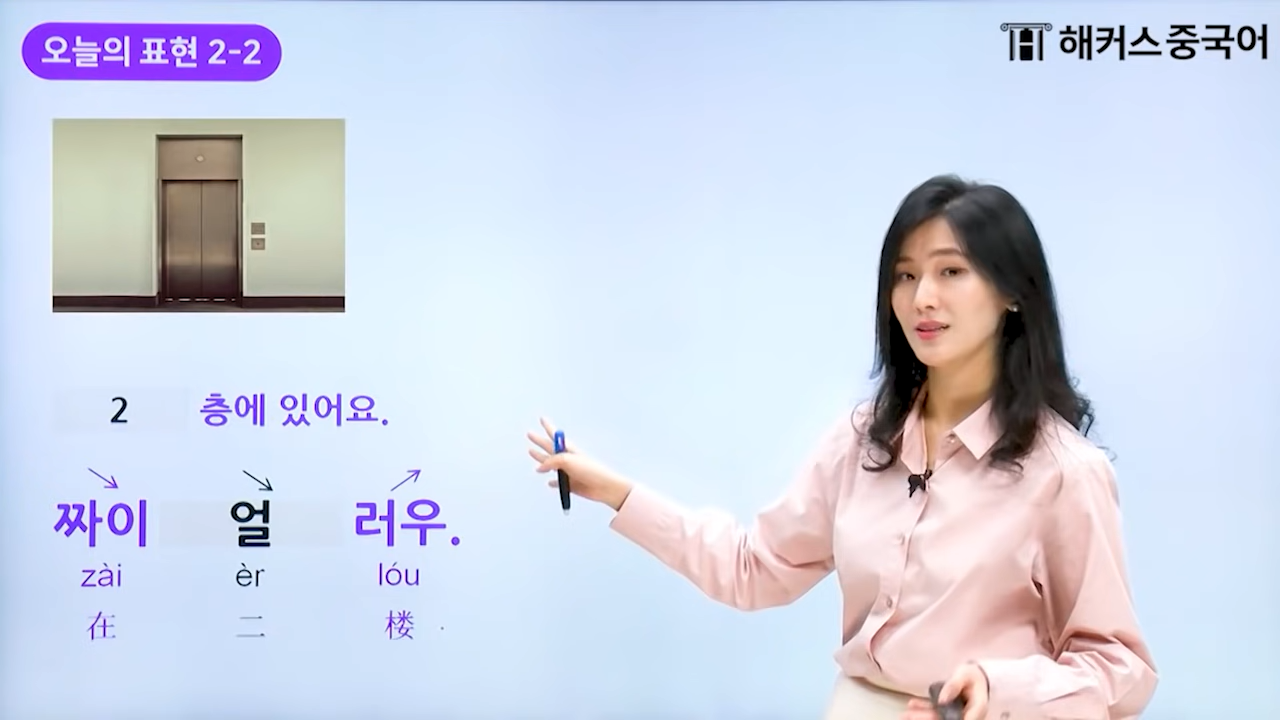 오늘의 표현 2-2
해커스중국어
2 층에 있어요.
짜이 얼 러우.
zài èr lóu
在 二 楼 .